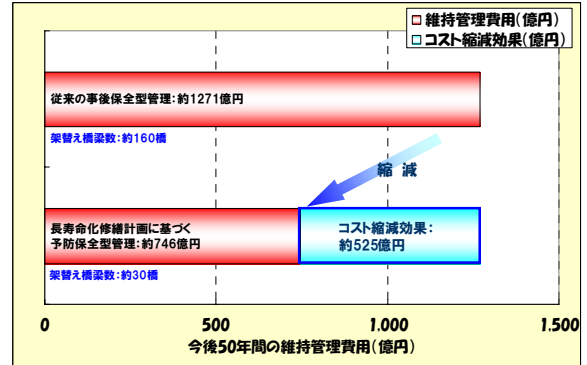 維持管理費用(億円)
コスト縮減効果(億円)
従来の事後保全型管理:約1271億円
架替え橋梁数:約160橋
縮 減
長寿命化修繕計画に基づく
予防保全型管理:約746億円
コスト縮減効果:
約525億円
架替え橋梁数:約30橋
0 500 1.000 1.500
今後50年間の維持管理費用(億円)